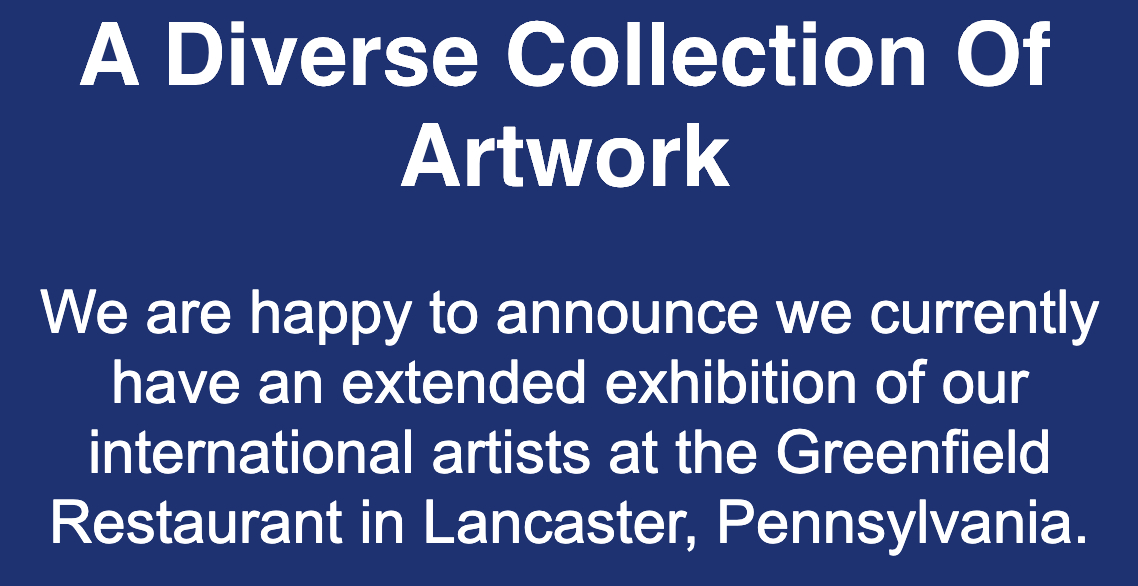 A Diverse Collection Of
Artwork
We are happy to announce we currently
have an extended exhibition of our
international artists at the Greenfield
Restaurant in Lancaster, Pennsylvania.